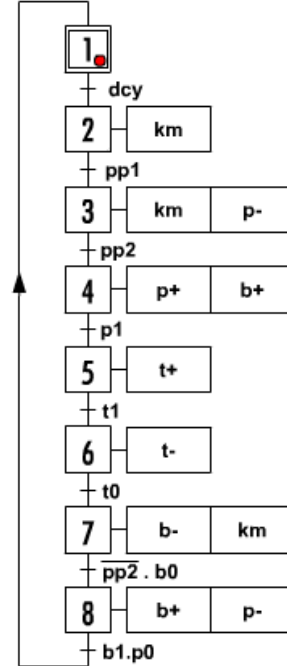 1
dcy
2 km
pp1
3 km p-
pp2
4 p+ b+
p1
5 t+
t1
6 t-
t0
7 b- km
p̅p̅2̅ . b0
8 b+ p-
b1.p0